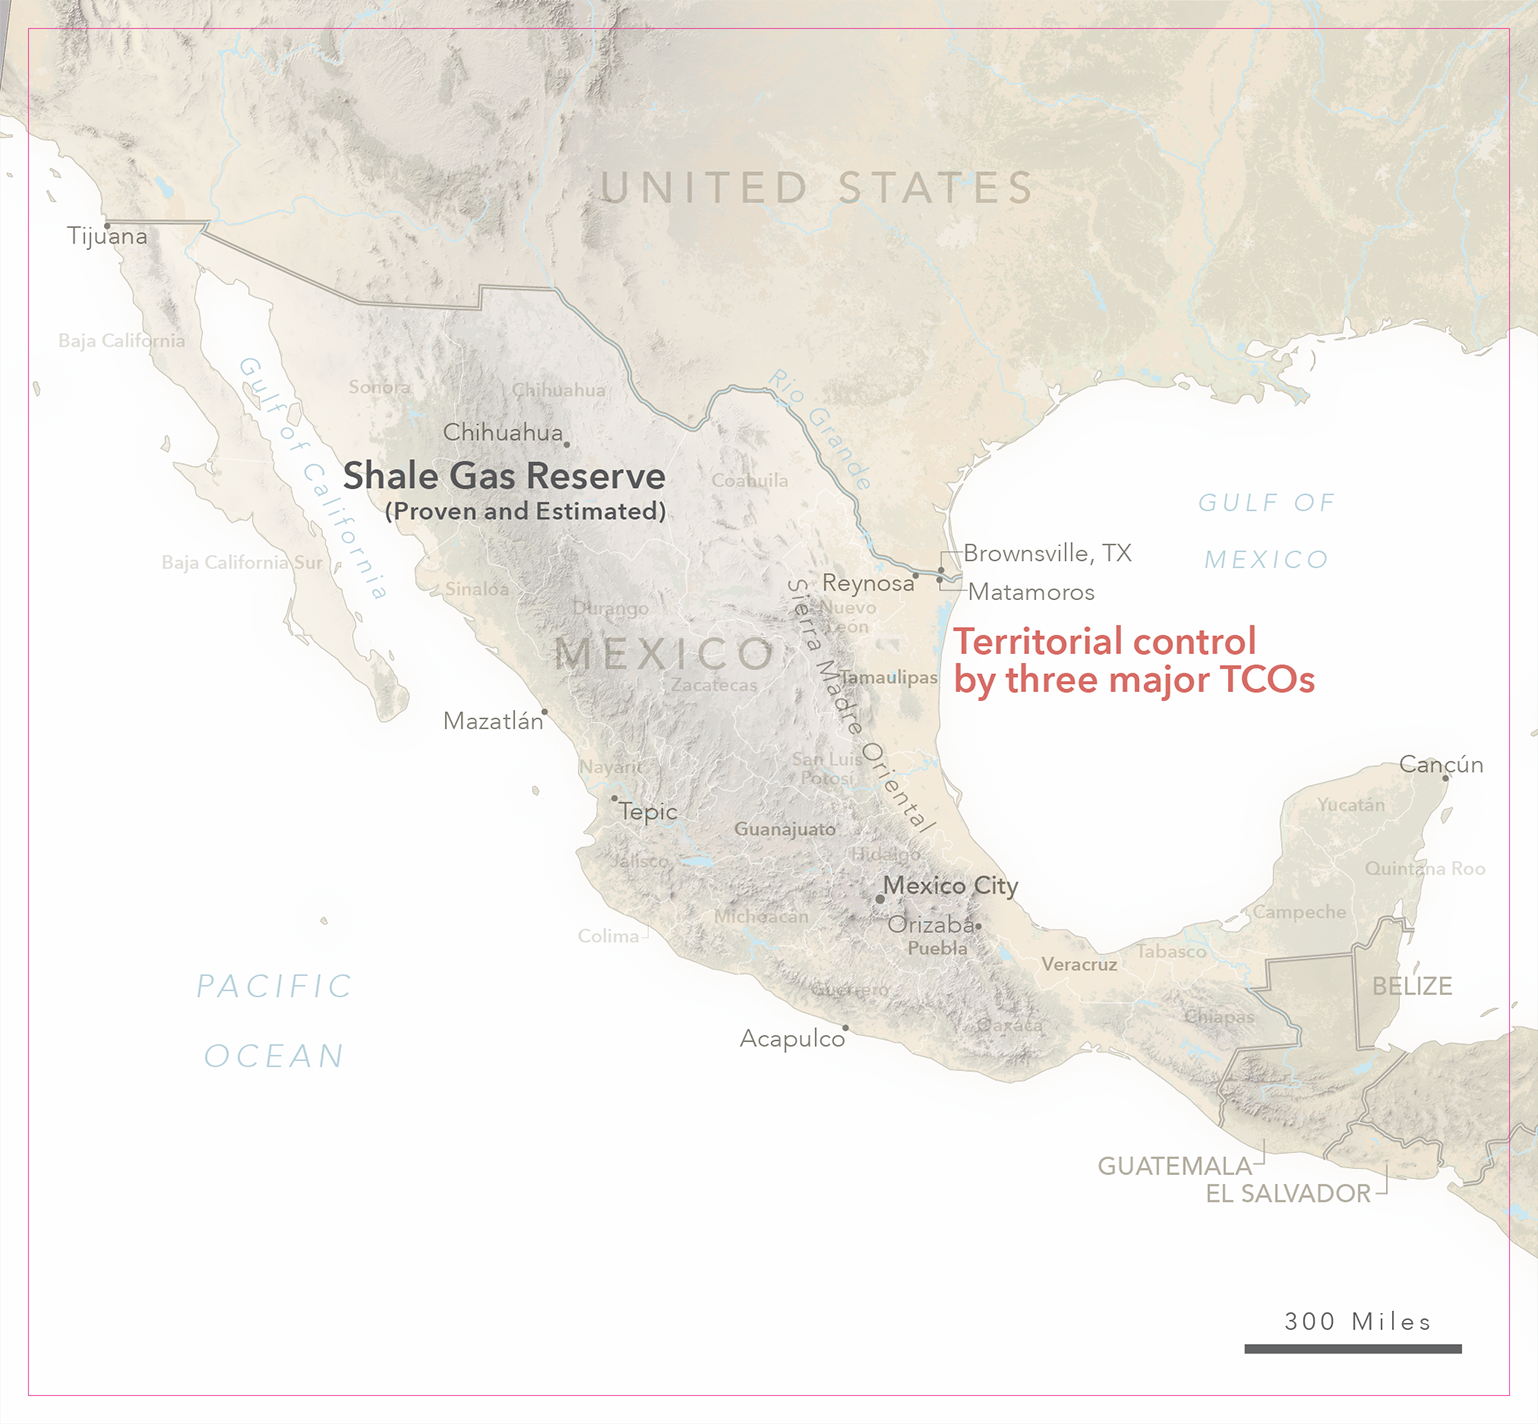 UNITED STATES
Tijuana
Baja California
Gulf of California
Sonora
Chihuahua
Rio Grande
Chihuahua
Shale Gas Reserve
(Proven and Estimated)
Coahuila
GULF OF
MEXICO
Baja California Sur
Sinaloa
Durango
Brownsville, TX
Reynosa
Matamoros
Nuevo
León
Sierra Madre Oriental
MEXICO
Zacatecas
Tamaulipas
Territorial control
by three major TCOs
Mazatlán
Nayarit
San Luis
Potosí
Cancún
Yucatán
Tepic
Guanajuato
Jalisco
Hidalgo
Quintana Roo
Mexico City
Michoacán
Orizaba
Campeche
Colima
Puebla
Veracruz
Tabasco
PACIFIC
OCEAN
Guerrero
BELIZE
Oaxaca
Chiapas
Acapulco
GUATEMALA
EL SALVADOR
300 Miles